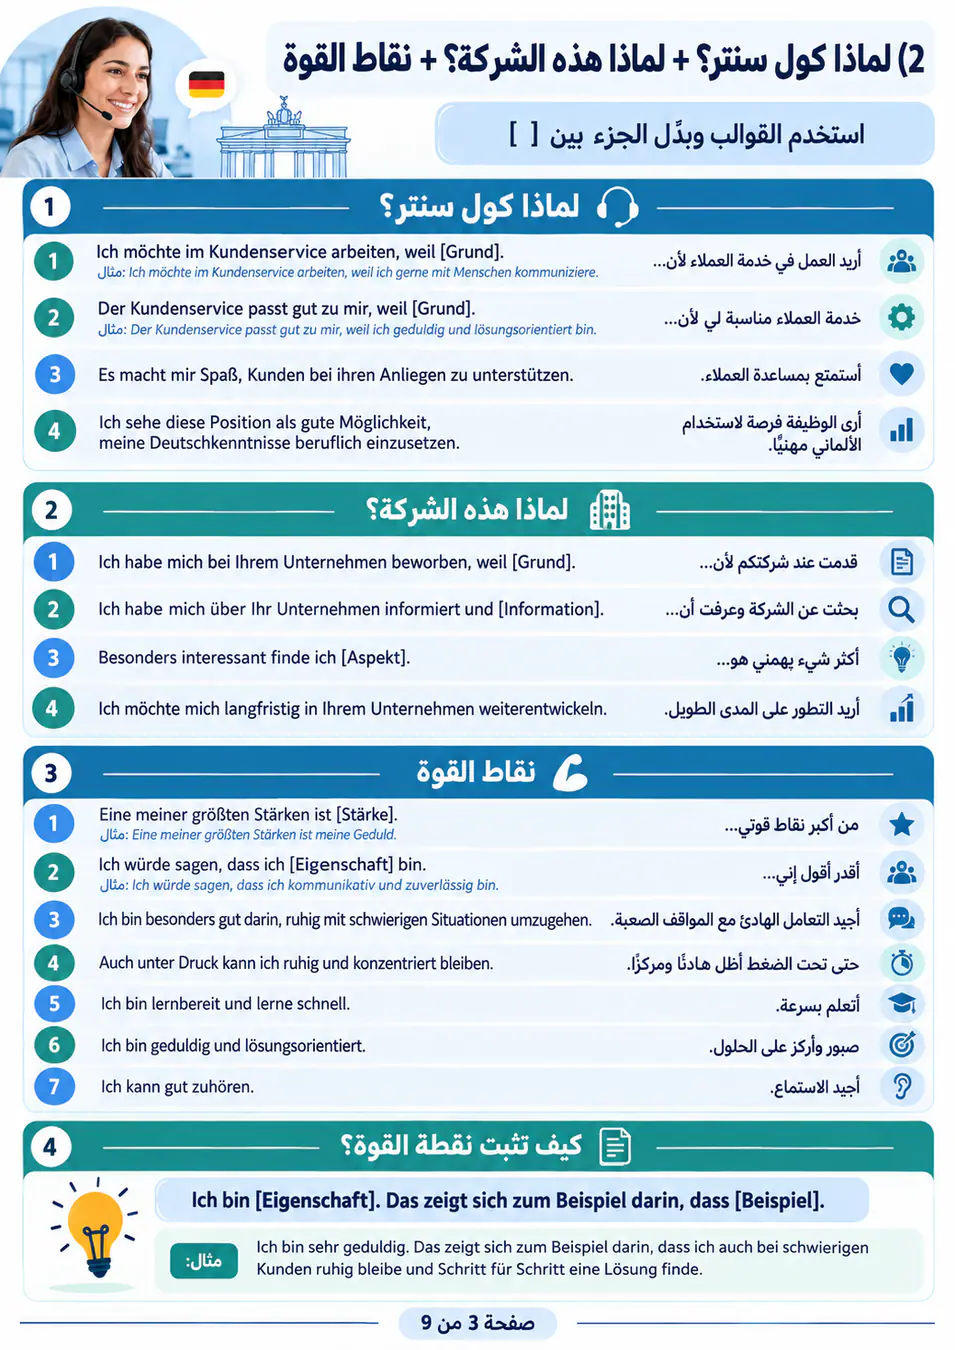 2) لماذا كول سنتر؟ + لماذا هذه الشركة؟ + نقاط القوة
استخدم القوالب وبدّل الجزء بين [ ]
1 لماذا كول سنتر؟
1 Ich möchte im Kundenservice arbeiten, weil [Grund]. أريد العمل في خدمة العملاء لأن...
مثال: Ich möchte im Kundenservice arbeiten, weil ich gerne mit Menschen kommuniziere.
2 Der Kundenservice passt gut zu mir, weil [Grund]. خدمة العملاء مناسبة لي لأن...
مثال: Der Kundenservice passt gut zu mir, weil ich geduldig und lösungsorientiert bin.
3 Es macht mir Spaß, Kunden bei ihren Anliegen zu unterstützen. أستمتع بمساعدة العملاء.
4 Ich sehe diese Position als gute Möglichkeit,
meine Deutschkenntnisse beruflich einzusetzen.
أرى الوظيفة فرصة لاستخدام
الألماني مهنيًا.
2 لماذا هذه الشركة؟
1 Ich habe mich bei Ihrem Unternehmen beworben, weil [Grund]. قدمت عند شركتكم لأن...
2 Ich habe mich über Ihr Unternehmen informiert und [Information]. بحثت عن الشركة وعرفت أن...
3 Besonders interessant finde ich [Aspekt]. أكثر شيء يهمني هو...
4 Ich möchte mich langfristig in Ihrem Unternehmen weiterentwickeln. أريد التطور على المدى الطويل.
3 نقاط القوة
1 Eine meiner größten Stärken ist [Stärke]. من أكبر نقاط قوتي...
مثال: Eine meiner größten Stärken ist meine Geduld.
2 Ich würde sagen, dass ich [Eigenschaft] bin. أقدر أقول إني...
مثال: Ich würde sagen, dass ich kommunikativ und zuverlässig bin.
3 Ich bin besonders gut darin, ruhig mit schwierigen Situationen umzugehen. أجيد التعامل الهادئ مع المواقف الصعبة.
4 Auch unter Druck kann ich ruhig und konzentriert bleiben. حتى تحت الضغط أظل هادئًا ومركزًا.
5 Ich bin lernbereit und lerne schnell. أتعلم بسرعة.
6 Ich bin geduldig und lösungsorientiert. صبور وأركز على الحلول.
7 Ich kann gut zuhören. أجيد الاستماع.
4 كيف تثبت نقطة القوة؟
Ich bin [Eigenschaft]. Das zeigt sich zum Beispiel darin, dass [Beispiel].
مثال:
Ich bin sehr geduldig. Das zeigt sich zum Beispiel darin, dass ich auch bei schwierigen
Kunden ruhig bleibe und Schritt für Schritt eine Lösung finde.
صفحة 3 من 9